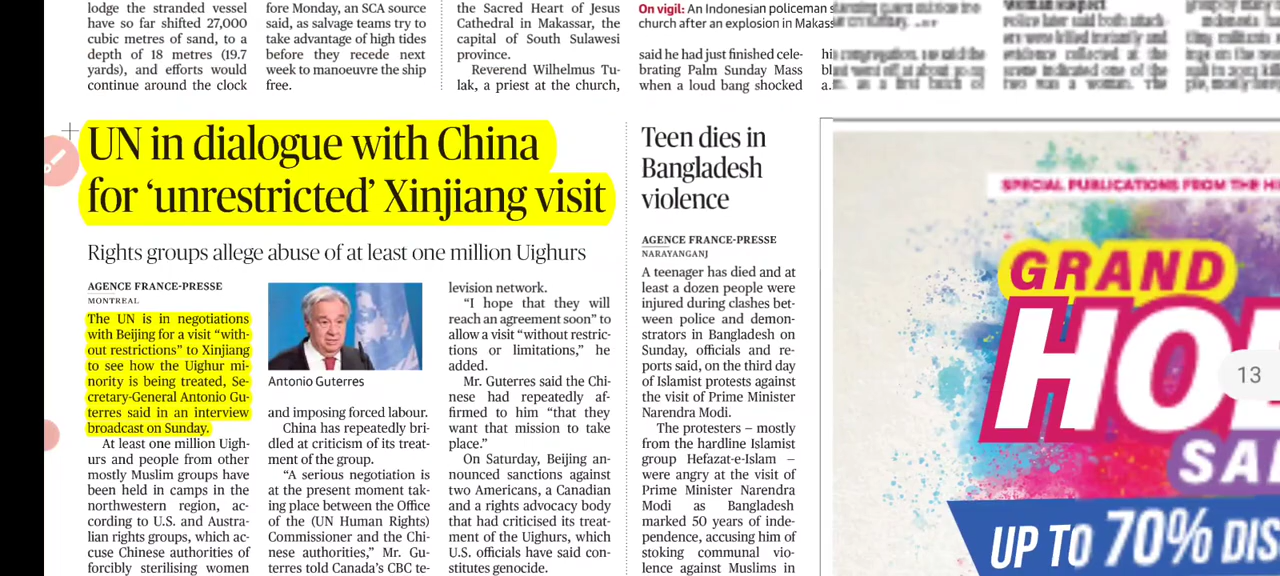 lodge the stranded vessel
have so far shifted 27,000
cubic metres of sand, to a
depth of 18 metres (19.7
yards), and efforts would
continue around the clock
fore Monday, an SCA source
said, as salvage teams try to
take advantage of high tides
before they recede next
week to manoeuvre the ship
free.
the Sacred Heart of Jesus
Cathedral in Makassar, the
capital of South Sulawesi
province.
Reverend Wilhelmus Tu-
lak, a priest at the church,
On vigil: An Indonesian policeman
church after an explosion in Makass
said he had just finished cele-
brating Palm Sunday Mass
when a loud bang shocked
UN in dialogue with China
for ‘unrestricted’ Xinjiang visit
Rights groups allege abuse of at least one million Uighurs
AGENCE FRANCE-PRESSE
MONTREAL
The UN is in negotiations
with Beijing for a visit “with-
out restrictions” to Xinjiang
to see how the Uighur mi-
nority is being treated, Se-
cretary-General Antonio Gu-
terres said in an interview
broadcast on Sunday.
At least one million Uigh-
urs and people from other
mostly Muslim groups have
been held in camps in the
northwestern region, ac-
cording to U.S. and Austra-
lian rights groups, which ac-
cuse Chinese authorities of
forcibly sterilising women
Antonio Guterres
and imposing forced labour.
China has repeatedly bri-
dled at criticism of its treat-
ment of the group.
“A serious negotiation is
at the present moment tak-
ing place between the Office
of the (UN Human Rights)
Commissioner and the Chi-
nese authorities,” Mr. Gu-
terres told Canada’s CBC te-
levision network.
“I hope that they will
reach an agreement soon” to
allow a visit “without restric-
tions or limitations,” he
added.
Mr. Guterres said the Chi-
nese had repeatedly af-
firmed to him “that they
want that mission to take
place.”
On Saturday, Beijing an-
nounced sanctions against
two Americans, a Canadian
and a rights advocacy body
that had criticised its treat-
ment of the Uighurs, which
U.S. officials have said con-
stitutes genocide.
Teen dies in
Bangladesh
violence
AGENCE FRANCE-PRESSE
NARAYANGANJ
A teenager has died and at
least a dozen people were
injured during clashes bet-
ween police and demon-
strators in Bangladesh on
Sunday, officials and re-
ports said, on the third day
of Islamist protests against
the visit of Prime Minister
Narendra Modi.
The protesters – mostly
from the hardline Islamist
group Hefazat-e-Islam –
were angry at the visit of
Prime Minister Narendra
Modi as Bangladesh
marked 50 years of inde-
pendence, accusing him of
stoking communal vio-
lence against Muslims in
SPECIAL PUBLICATIONS FROM THE HI
GRAND
HO
SA
UP TO 70% DIS
13